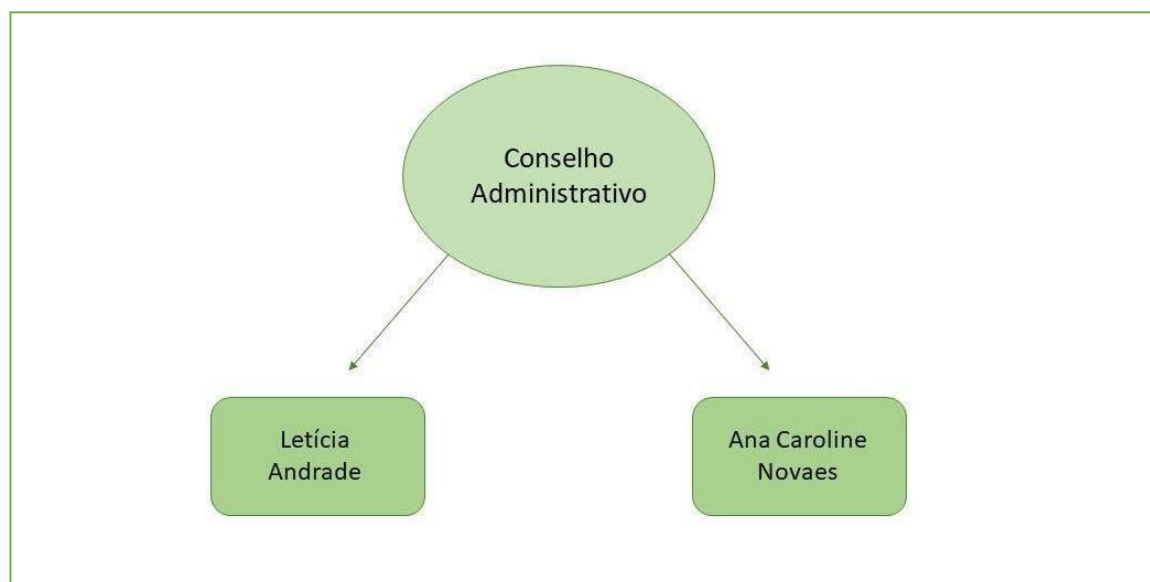 Conselho
Administrativo
Letícia
Andrade
Ana Caroline
Novaes